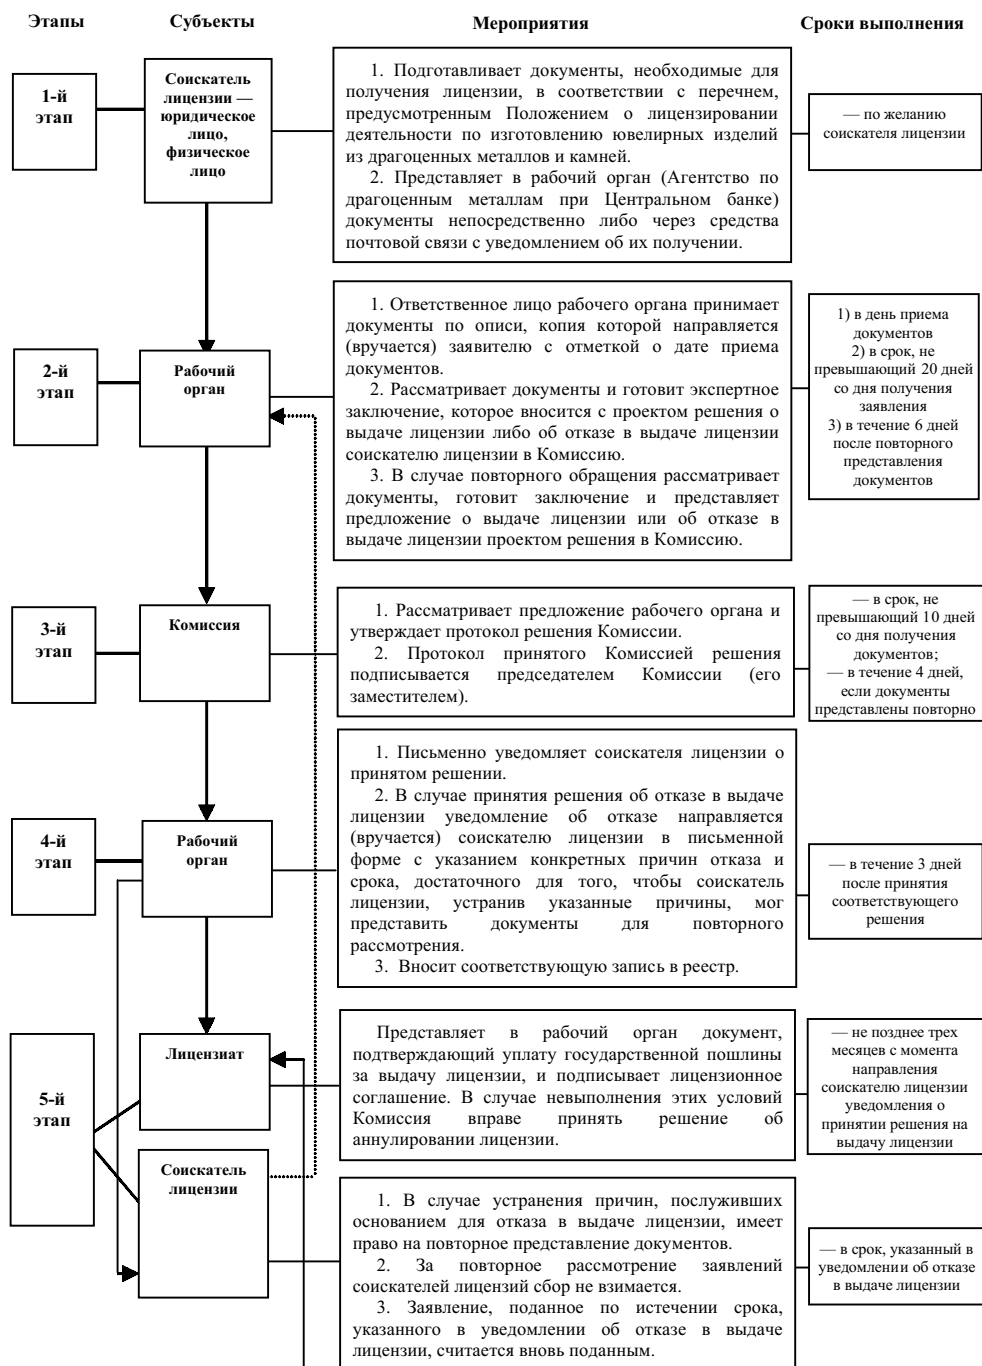 Этапы
Субъекты
Мероприятия
Сроки выполнения
1-й
этап
Соискатель
лицензии —
юридическое
лицо,
физическое
лицо
1. Подготавливает документы, необходимые для
получения лицензии, в соответствии с перечнем,
предусмотренным Положением о лицензировании
деятельности по изготовлению ювелирных изделий
из драгоценных металлов и камней.
2. Представляет в рабочий орган (Агентство по
драгоценным металлам при Центральном банке)
документы непосредственно либо через средства
почтовой связи с уведомлением об их получении.
— по желанию
соискателя лицензии
2-й
этап
Рабочий
орган
1. Ответственное лицо рабочего органа принимает
документы по описи, копия которой направляется
(вручается) заявителю с отметкой о дате приема
документов.
2. Рассматривает документы и готовит экспертное
заключение, которое вносится с проектом решения о
выдаче лицензии либо об отказе в выдаче лицензии
соискателю лицензии в Комиссию.
3. В случае повторного обращения рассматривает
документы, готовит заключение и представляет
предложение о выдаче лицензии или об отказе в
выдаче лицензии проектом решения в Комиссию.
1) в день приема
документов
2) в срок, не
превышающий 20 дней
со дня получения
заявления
3) в течение 6 дней
после повторного
представления
документов
3-й
этап
Комиссия
1. Рассматривает предложение рабочего органа и
утверждает протокол решения Комиссии.
2. Протокол принятого Комиссией решения
подписывается председателем Комиссии (его
заместителем).
— в срок, не
превышающий 10 дней
со дня получения
документов;
— в течение 4 дней,
если документы
представлены повторно
4-й
этап
Рабочий
орган
1. Письменно уведомляет соискателя лицензии о
принятом решении.
2. В случае принятия решения об отказе в выдаче
лицензии уведомление об отказе направляется
(вручается) соискателю лицензии в письменной
форме с указанием конкретных причин отказа и
срока, достаточного для того, чтобы соискатель
лицензии, устранив указанные причины, мог
представить документы для повторного
рассмотрения.
3. Вносит соответствующую запись в реестр.
— в течение 3 дней
после принятия
соответствующего
решения
5-й
этап
Лицензиат
Представляет в рабочий орган документ,
подтверждающий уплату государственной пошлины
за выдачу лицензии, и подписывает лицензионное
соглашение. В случае невыполнения этих условий
Комиссия вправе принять решение об
аннулировании лицензии.
— не позднее трех
месяцев с момента
направления
соискателю лицензии
уведомления о
принятии решения на
выдачу лицензии
Соискатель
лицензии
1. В случае устранения причин, послуживших
основанием для отказа в выдаче лицензии, имеет
право на повторное представление документов.
2. За повторное рассмотрение заявлений
соискателей лицензий сбор не взимается.
3. Заявление, поданное по истечении срока,
указанного в уведомлении об отказе в выдаче
лицензии, считается вновь поданным.
— в срок, указанный в
уведомлении об отказе
в выдаче лицензии